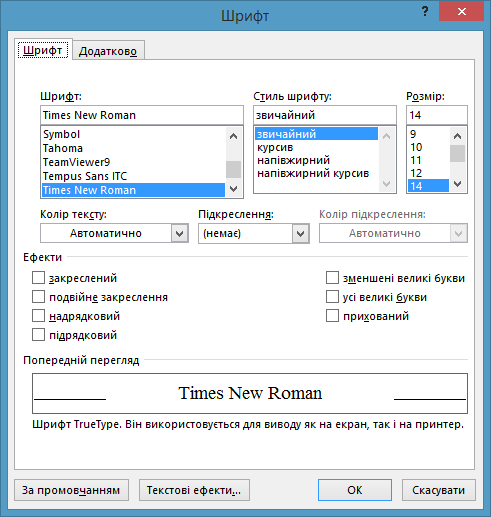 Шрифт
?
Шрифт Додатково
Шрифт: Стиль шрифту: Розмір:
Times New Roman звичайний 14
Symbol звичайний 9
Tahoma курсив 10
TeamViewer9 напівжирний 11
Tempus Sans ITC напівжирний курсив 12
Times New Roman 14
Колір тексту: Підкреслення: Колір підкреслення:
Автоматично (немає) Автоматично
Ефекти
закреслений зменшені великі букви
подвійне закреслення усі великі букви
надрядковий прихований
підрядковий
Попередній перегляд
Times New Roman
Шрифт TrueType. Він використовується для виводу як на екран, так і на принтер.
За промовчанням Текстові ефекти... ОК Скасувати